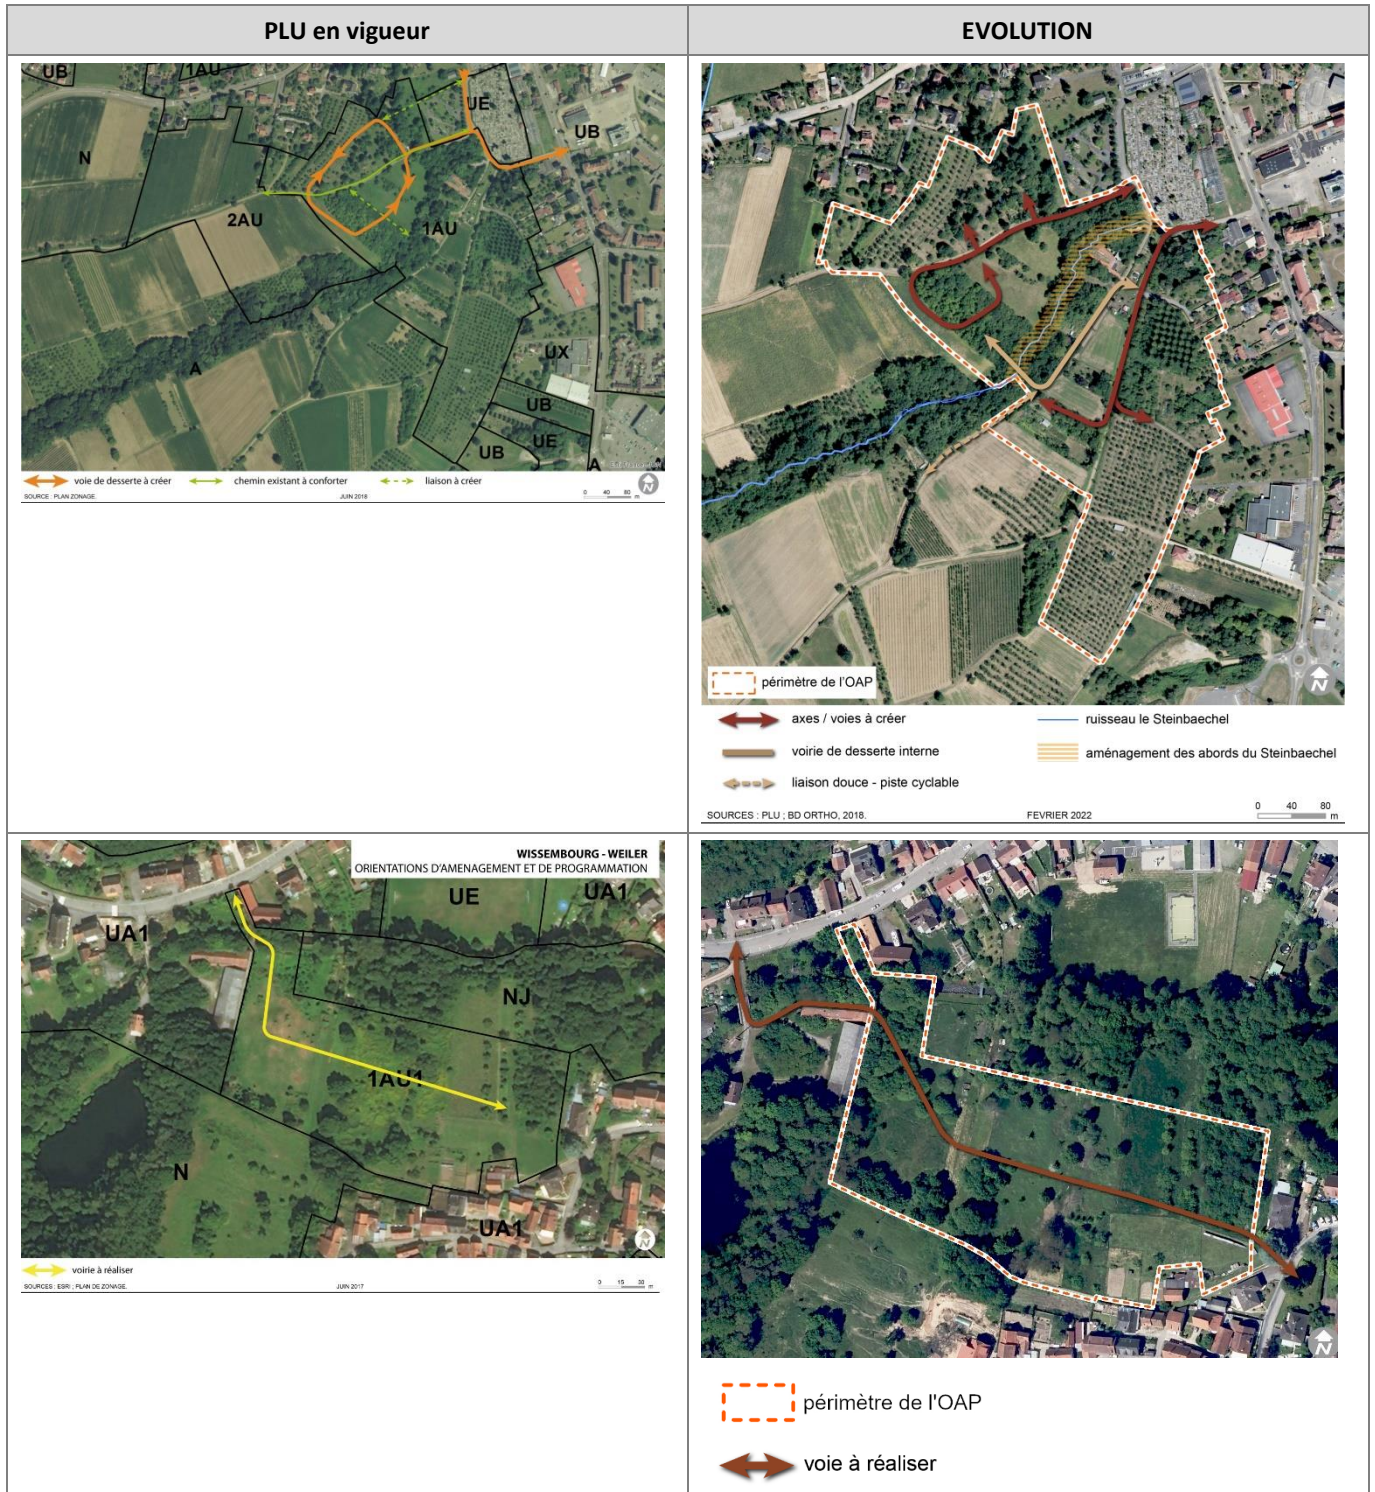 PLU en vigueur
EVOLUTION
UB
1AU
UE
UB
N
2AU
1AU
A
UX
UB
UE
UB
A
A
voie de desserte à créer
chemin existant à conforter
liaison à créer
SOURCE : PLAN ZONAGE.
JUIN 2018
0 40 80 m
N
périmètre de l'OAP
N
axes / voies à créer
ruisseau le Steinbaechel
voirie de desserte interne
aménagement des abords du Steinbaechel
liaison douce - piste cyclable
SOURCES : PLU ; BD ORTHO, 2018.
FEVRIER 2022
0 40 80 m
WISSEMBOURG - WEILER
ORIENTATIONS D'AMENAGEMENT ET DE PROGRAMMATION
UE
UA1
UA1
NJ
1AU1
N
UA1
N
voirie à réaliser
SOURCES : ESRI ; PLAN DE ZONAGE.
JUIN 2017
0 15 30 m
N
périmètre de l'OAP
voie à réaliser